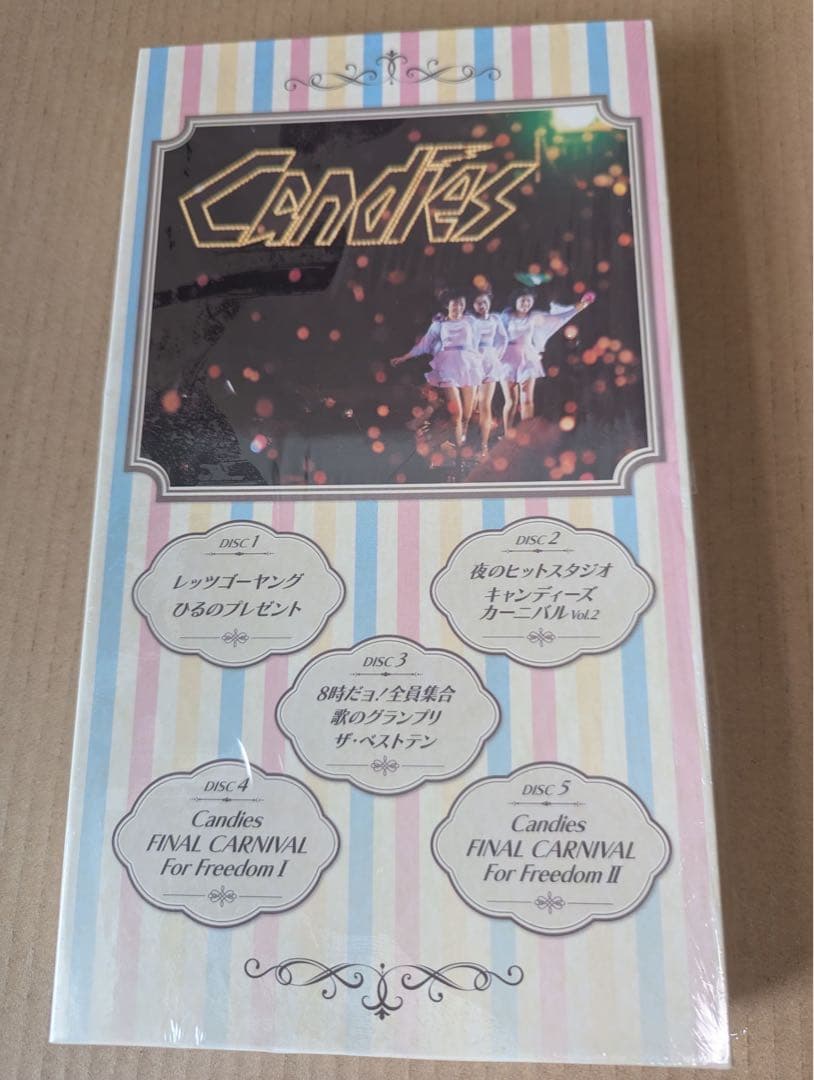 Candies
DISC 1
レッツゴーヤング
ひるのプレゼント
DISC 2
夜のヒットスタジオ
キャンディーズ
カーニバル Vol.2
DISC 3
8時だョ!全員集合
歌のグランプリ
ザ・ベストテン
DISC 4
Candies
FINAL CARNIVAL
For Freedom I
DISC 5
Candies
FINAL CARNIVAL
For Freedom II